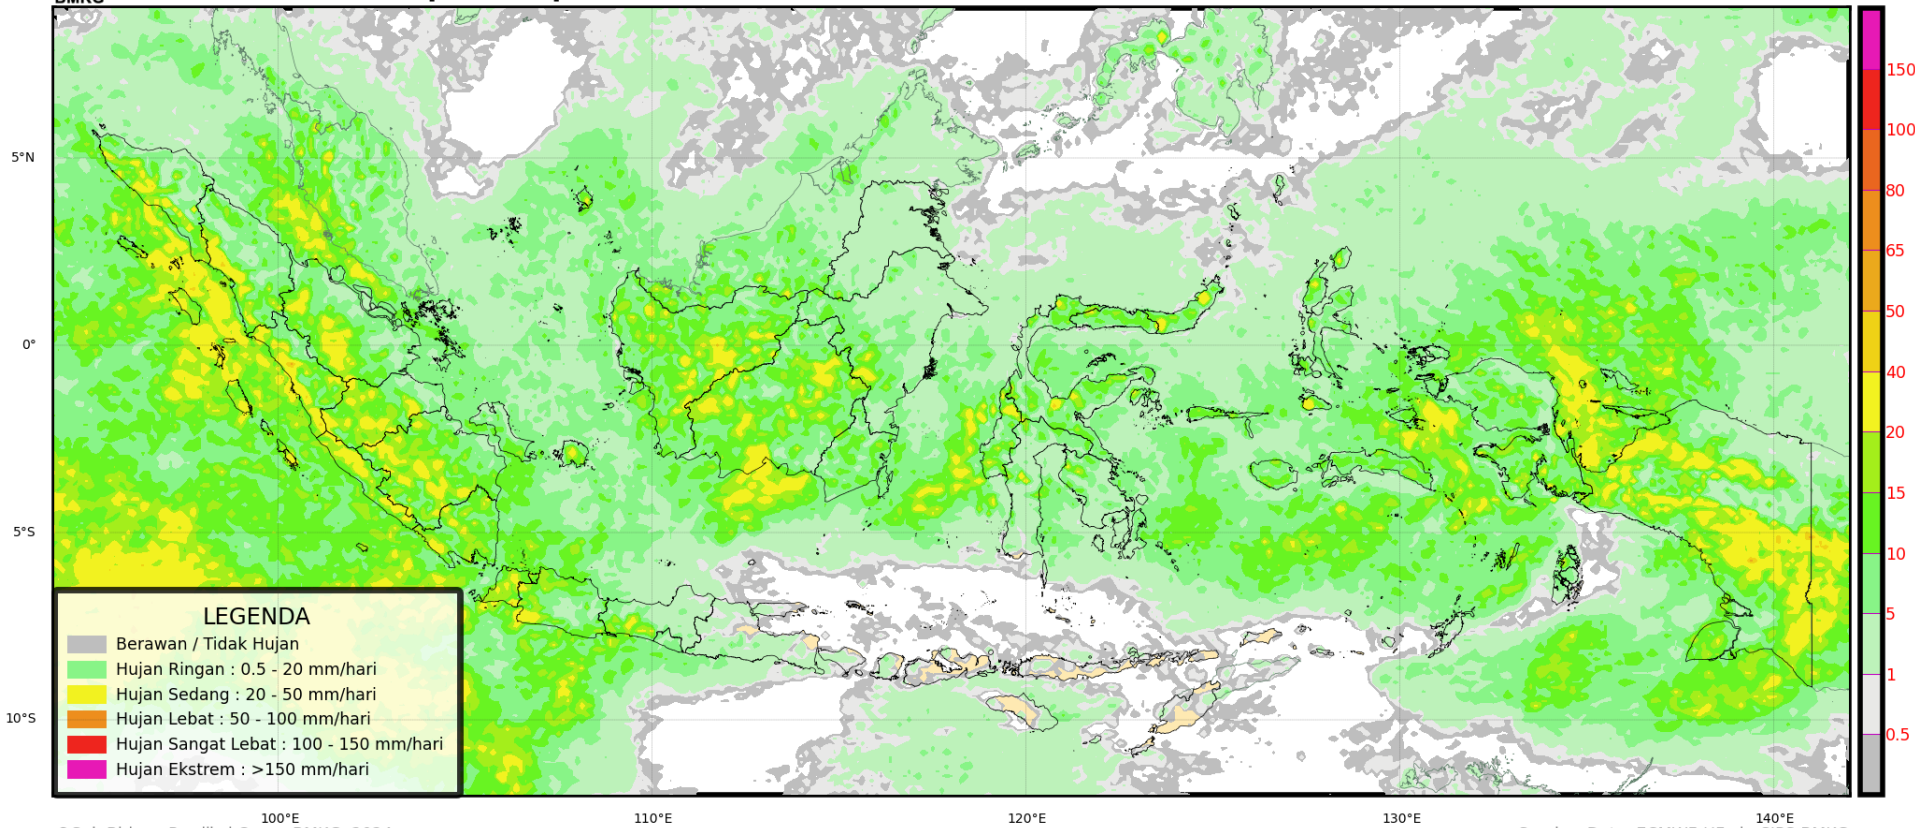 BMKG
5°N
0°
5°S
10°S
100°E
110°E
120°E
130°E
140°E
LEGENDA
Berawan / Tidak Hujan
Hujan Ringan : 0.5 - 20 mm/hari
Hujan Sedang : 20 - 50 mm/hari
Hujan Lebat : 50 - 100 mm/hari
Hujan Sangat Lebat : 100 - 150 mm/hari
Hujan Ekstrem : >150 mm/hari
150
100
80
65
50
40
20
15
10
5
1
0.5